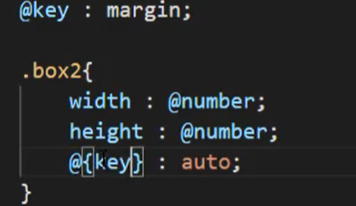 @key : margin;
.box2{
width : @number;
height : @number;
@{key} : auto;
}